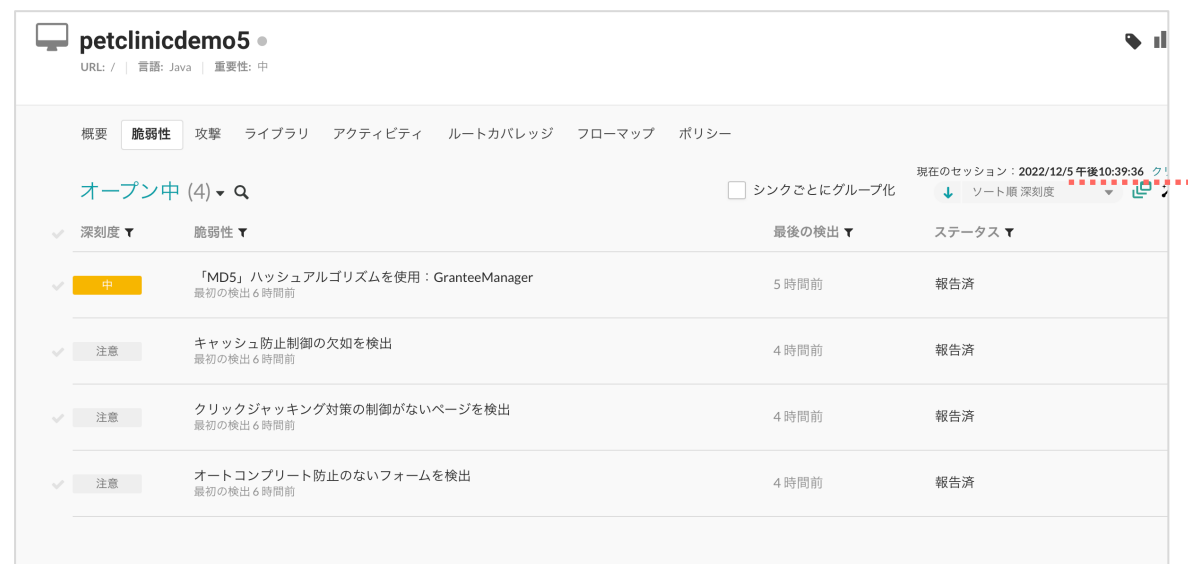 petclinicdemo5
URL: / 言語: Java 重要性: 中
概要 脆弱性 攻撃 ライブラリ アクティビティ ルートカバレッジ フローマップ ポリシー
現在のセッション：2022/12/5 午後10:39:36 クリ
オープン中 (4) シンクごとにグループ化 ソート順 深刻度
深刻度 脆弱性 最後の検出 ステータス
中 「MD5」ハッシュアルゴリズムを使用：GranteeManager 5 時間前 報告済
最初の検出 6 時間前
注意 キャッシュ防止制御の欠如を検出 4 時間前 報告済
最初の検出 6 時間前
注意 クリックジャッキング対策の制御がないページを検出 4 時間前 報告済
最初の検出 6 時間前
注意 オートコンプリート防止のないフォームを検出 4 時間前 報告済
最初の検出 6 時間前